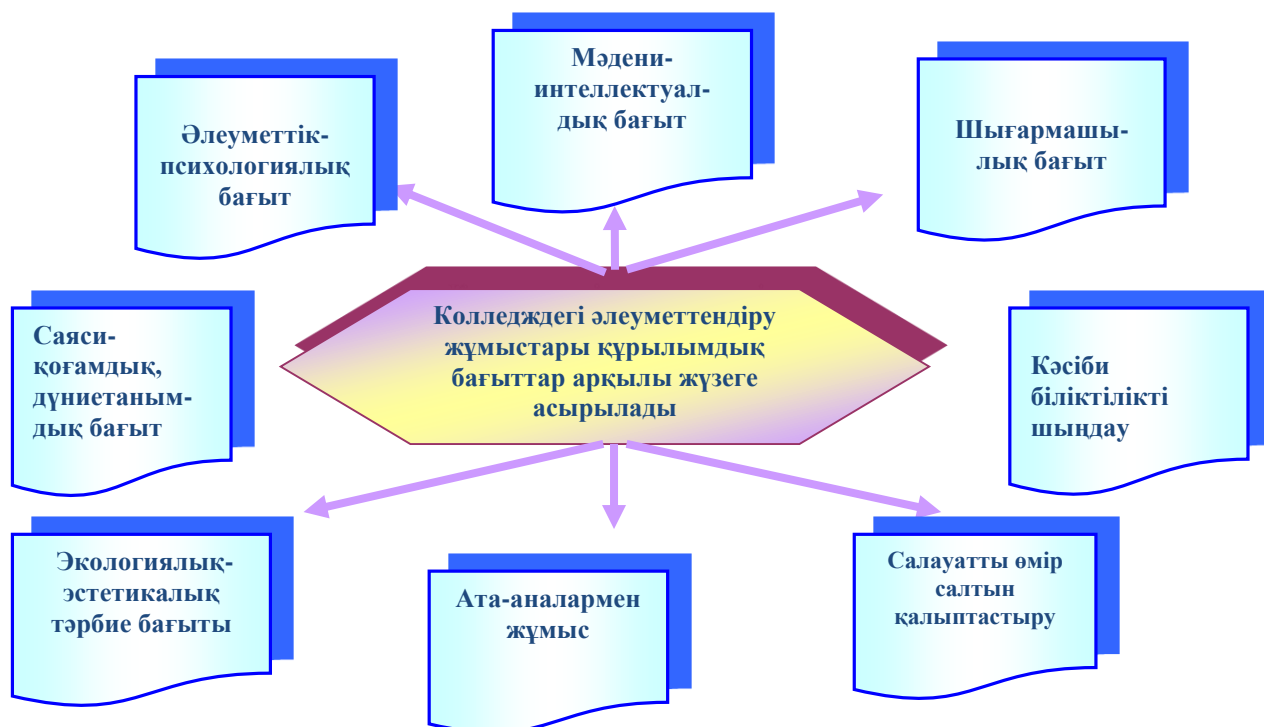 Мәдени-
интеллектуал-
дық бағыт
Әлеуметтік-
психологиялық
бағыт
Шығармашы-
лық бағыт
Колледждегі әлеуметтендіру
жұмыстары құрылымдық
бағыттар арқылы жүзеге
асырылады
Саяси-
қоғамдық,
дүниетаным-
дық бағыт
Кәсіби
біліктілікті
шыңдау
Экологиялық-
эстетикалық
тәрбие бағыты
Ата-аналармен
жұмыс
Салауатты өмір
салтын
қалыптастыру